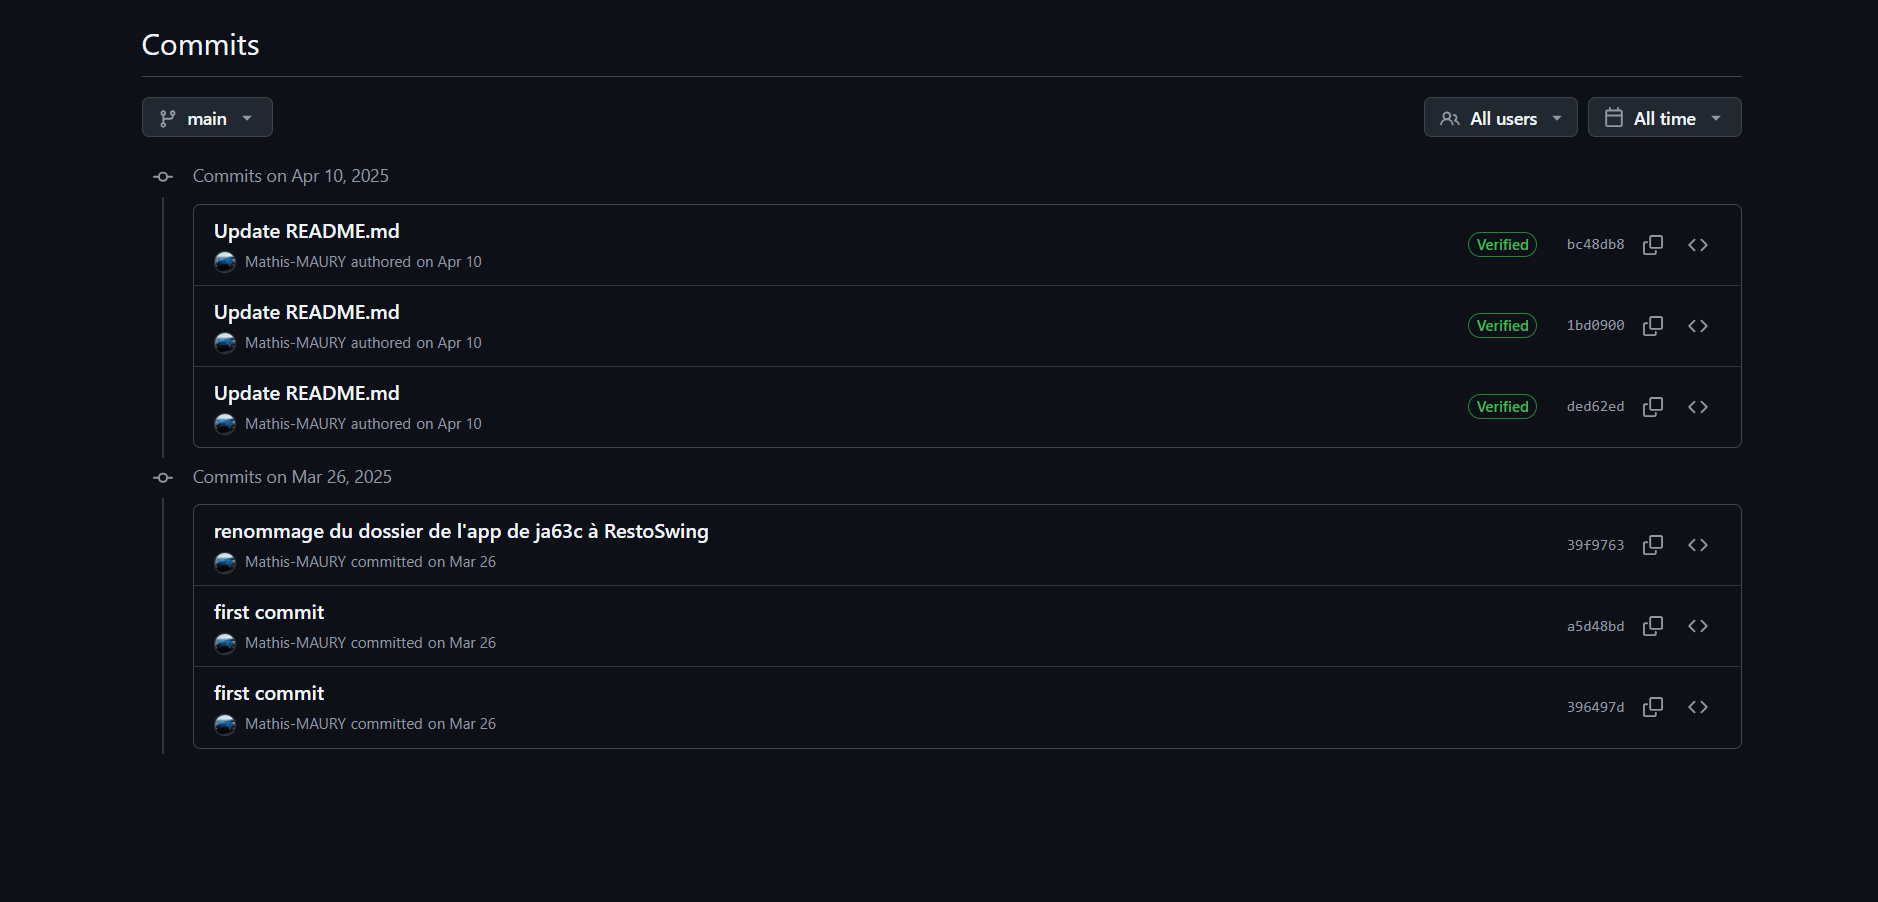 Commits
main
All users
All time
Commits on Apr 10, 2025
Update README.md
Verified
bc48db8
Mathis-MAURY authored on Apr 10
Update README.md
Verified
1bd0900
Mathis-MAURY authored on Apr 10
Update README.md
Verified
ded62ed
Mathis-MAURY authored on Apr 10
Commits on Mar 26, 2025
renommage du dossier de l'app de ja63c à RestoSwing
39f9763
Mathis-MAURY committed on Mar 26
first commit
a5d48bd
Mathis-MAURY committed on Mar 26
first commit
396497d
Mathis-MAURY committed on Mar 26